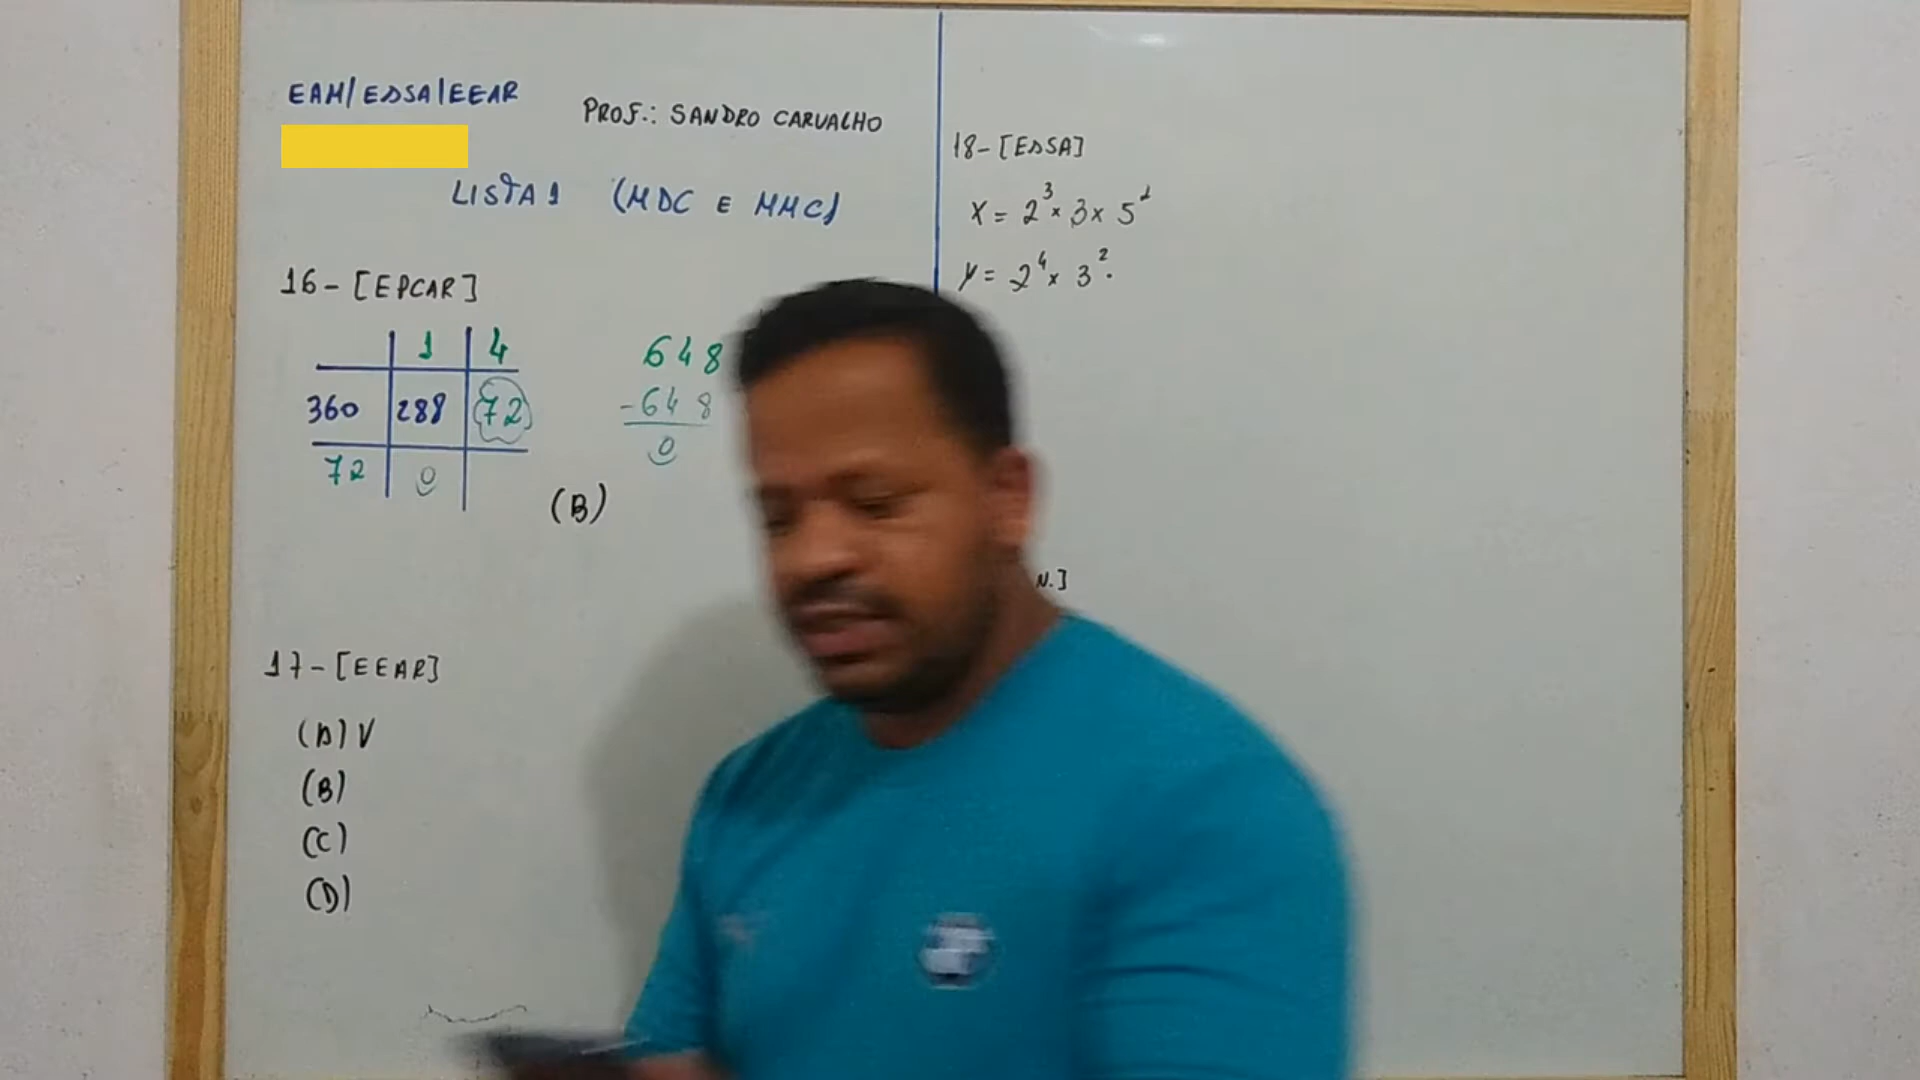 EAM/ESSA/EEAR
PROF.: SANDRO CARVALHO
LISTA 1 (MDC E MMC)
16- [EPCAR]
1 4
360 288 72
72 0
648
-648
0
(B)
17- [EEAR]
(A) V
(B)
(C)
(D)
18- [ESSA]
X = 2³ × 3 × 5²
y = 2⁴ × 3².
N.]